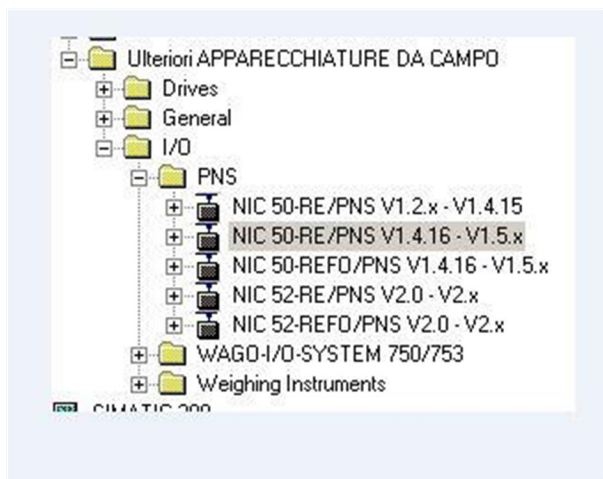 Ulteriori APPARECCHIATURE DA CAMPO
Drives
General
I/O
PNS
NIC 50-RE/PNS V1.2.x - V1.4.15
NIC 50-RE/PNS V1.4.16 - V1.5.x
NIC 50-REFO/PNS V1.4.16 - V1.5.x
NIC 52-RE/PNS V2.0 - V2.x
NIC 52-REFO/PNS V2.0 - V2.x
WAGO-I/O-SYSTEM 750/753
Weighing Instruments
SIMATIC